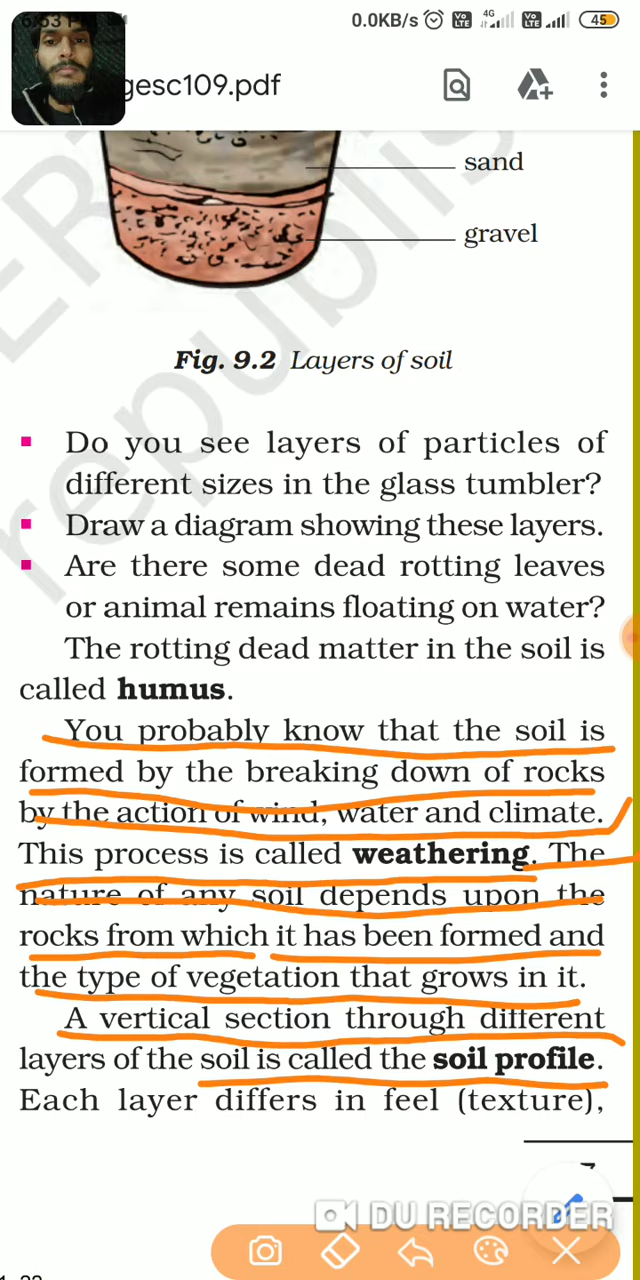 0.0KB/s 4G 45
gesc109.pdf
sand
gravel
Fig. 9.2 Layers of soil
Do you see layers of particles of
different sizes in the glass tumbler?
Draw a diagram showing these layers.
Are there some dead rotting leaves
or animal remains floating on water?
The rotting dead matter in the soil is
called humus.
You probably know that the soil is
formed by the breaking down of rocks
by the action of wind, water and climate.
This process is called weathering. The
nature of any soil depends upon the
rocks from which it has been formed and
the type of vegetation that grows in it.
A vertical section through different
layers of the soil is called the soil profile.
Each layer differs in feel (texture),
DU RECORDER